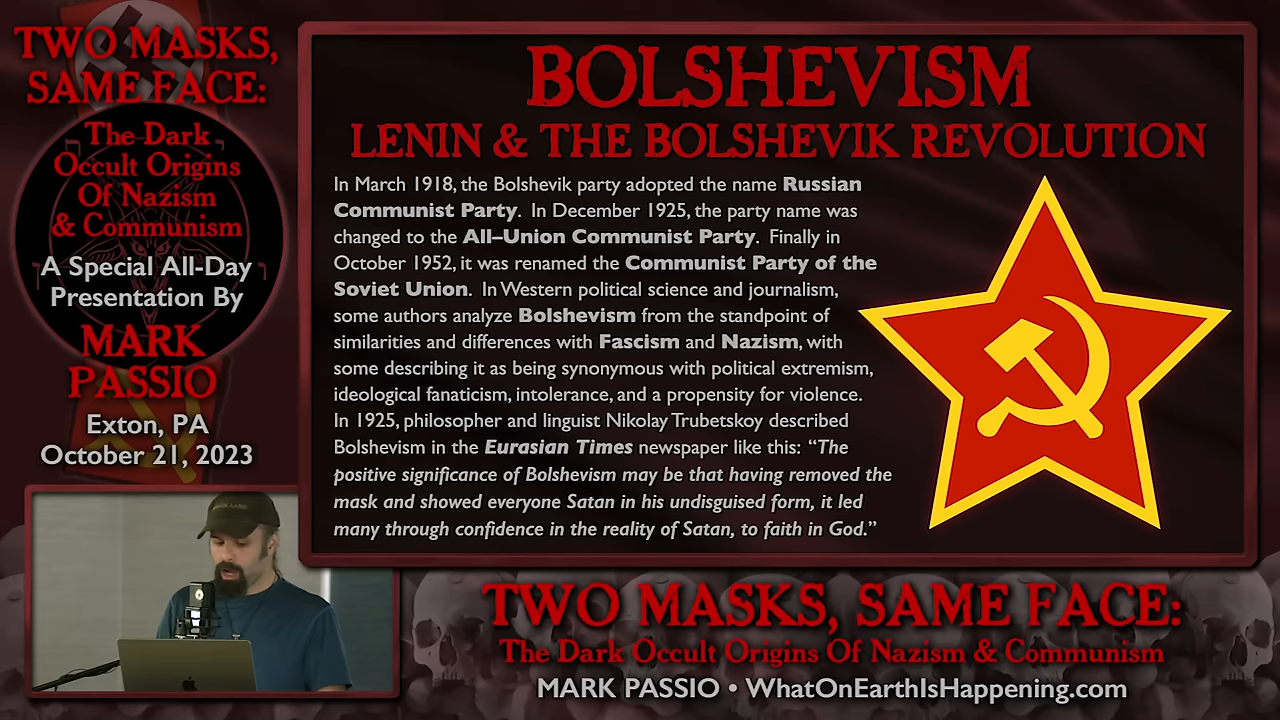 TWO MASKS,
SAME FACE:
The Dark
Occult Origins
Of Nazism
& Communism
A Special All-Day
Presentation By
MARK
PASSIO
Exton, PA
October 21, 2023
BOLSHEVISM
LENIN & THE BOLSHEVIK REVOLUTION
In March 1918, the Bolshevik party adopted the name Russian
Communist Party. In December 1925, the party name was
changed to the All–Union Communist Party. Finally in
October 1952, it was renamed the Communist Party of the
Soviet Union. In Western political science and journalism,
some authors analyze Bolshevism from the standpoint of
similarities and differences with Fascism and Nazism, with
some describing it as being synonymous with political extremism,
ideological fanaticism, intolerance, and a propensity for violence.
In 1925, philosopher and linguist Nikolay Trubetskoy described
Bolshevism in the Eurasian Times newspaper like this: “The
positive significance of Bolshevism may be that having removed the
mask and showed everyone Satan in his undisguised form, it led
many through confidence in the reality of Satan, to faith in God.”
TWO MASKS, SAME FACE:
The Dark Occult Origins Of Nazism & Communism
MARK PASSIO • WhatOnEarthIsHappening.com